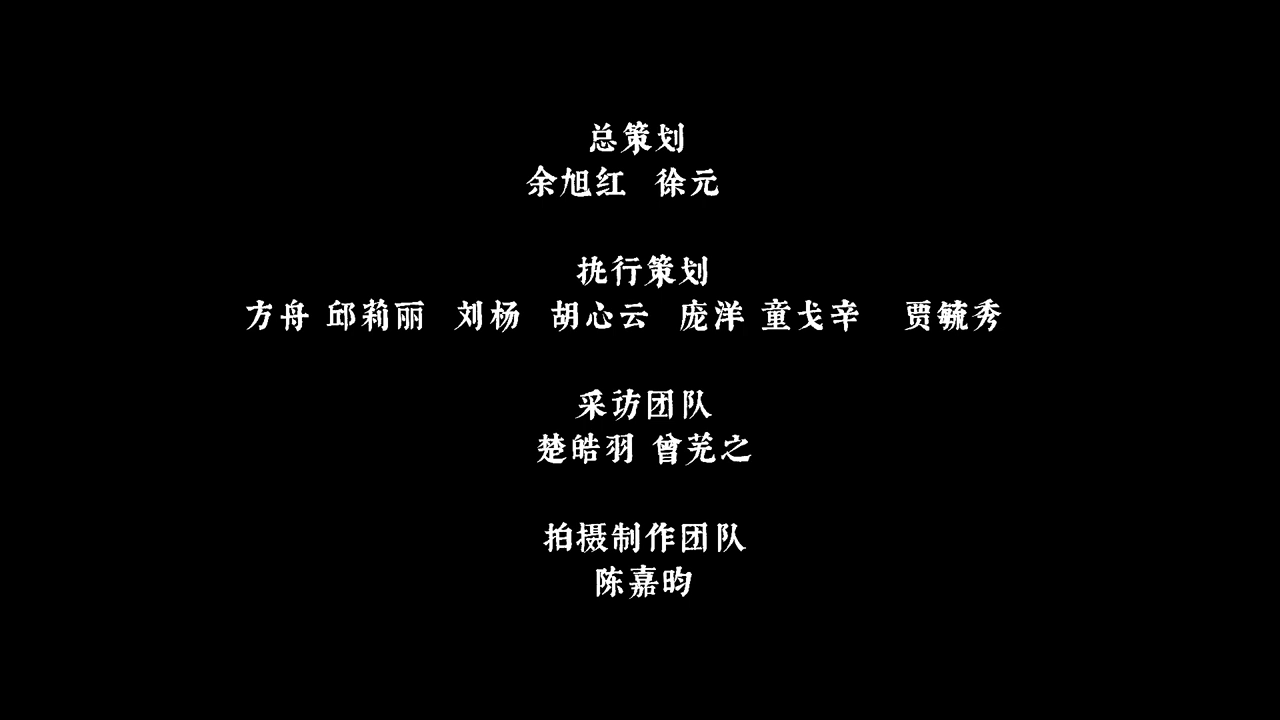 总策划
余旭红 徐元
执行策划
方舟 邱莉丽 刘杨 胡心云 庞洋 童戈辛 贾毓秀
采访团队
楚皓羽 曾芜之
拍摄制作团队
陈嘉昀